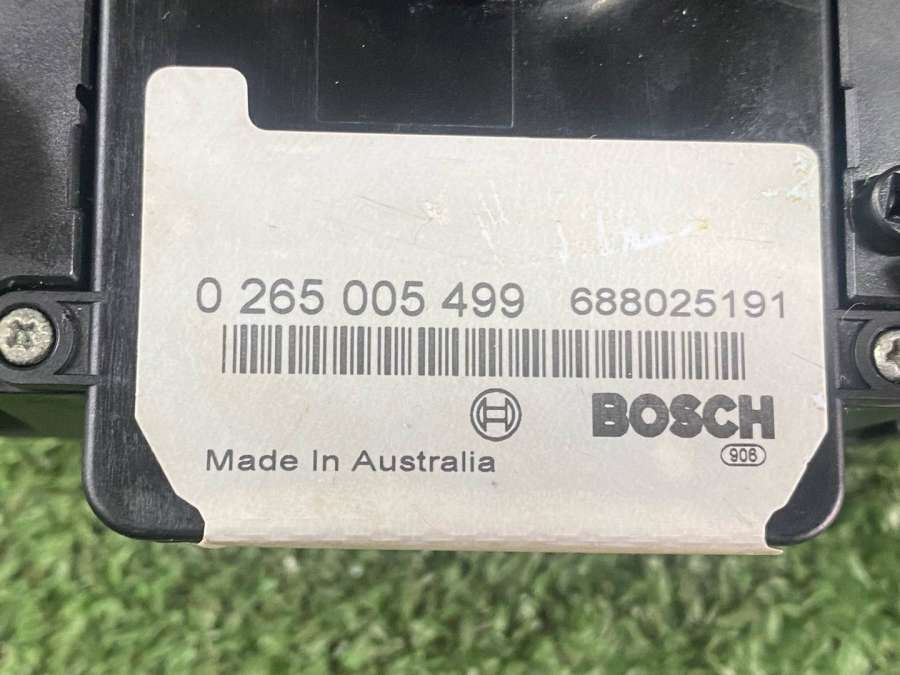 0 265 005 499 688025191
BOSCH
Made In Australia
906